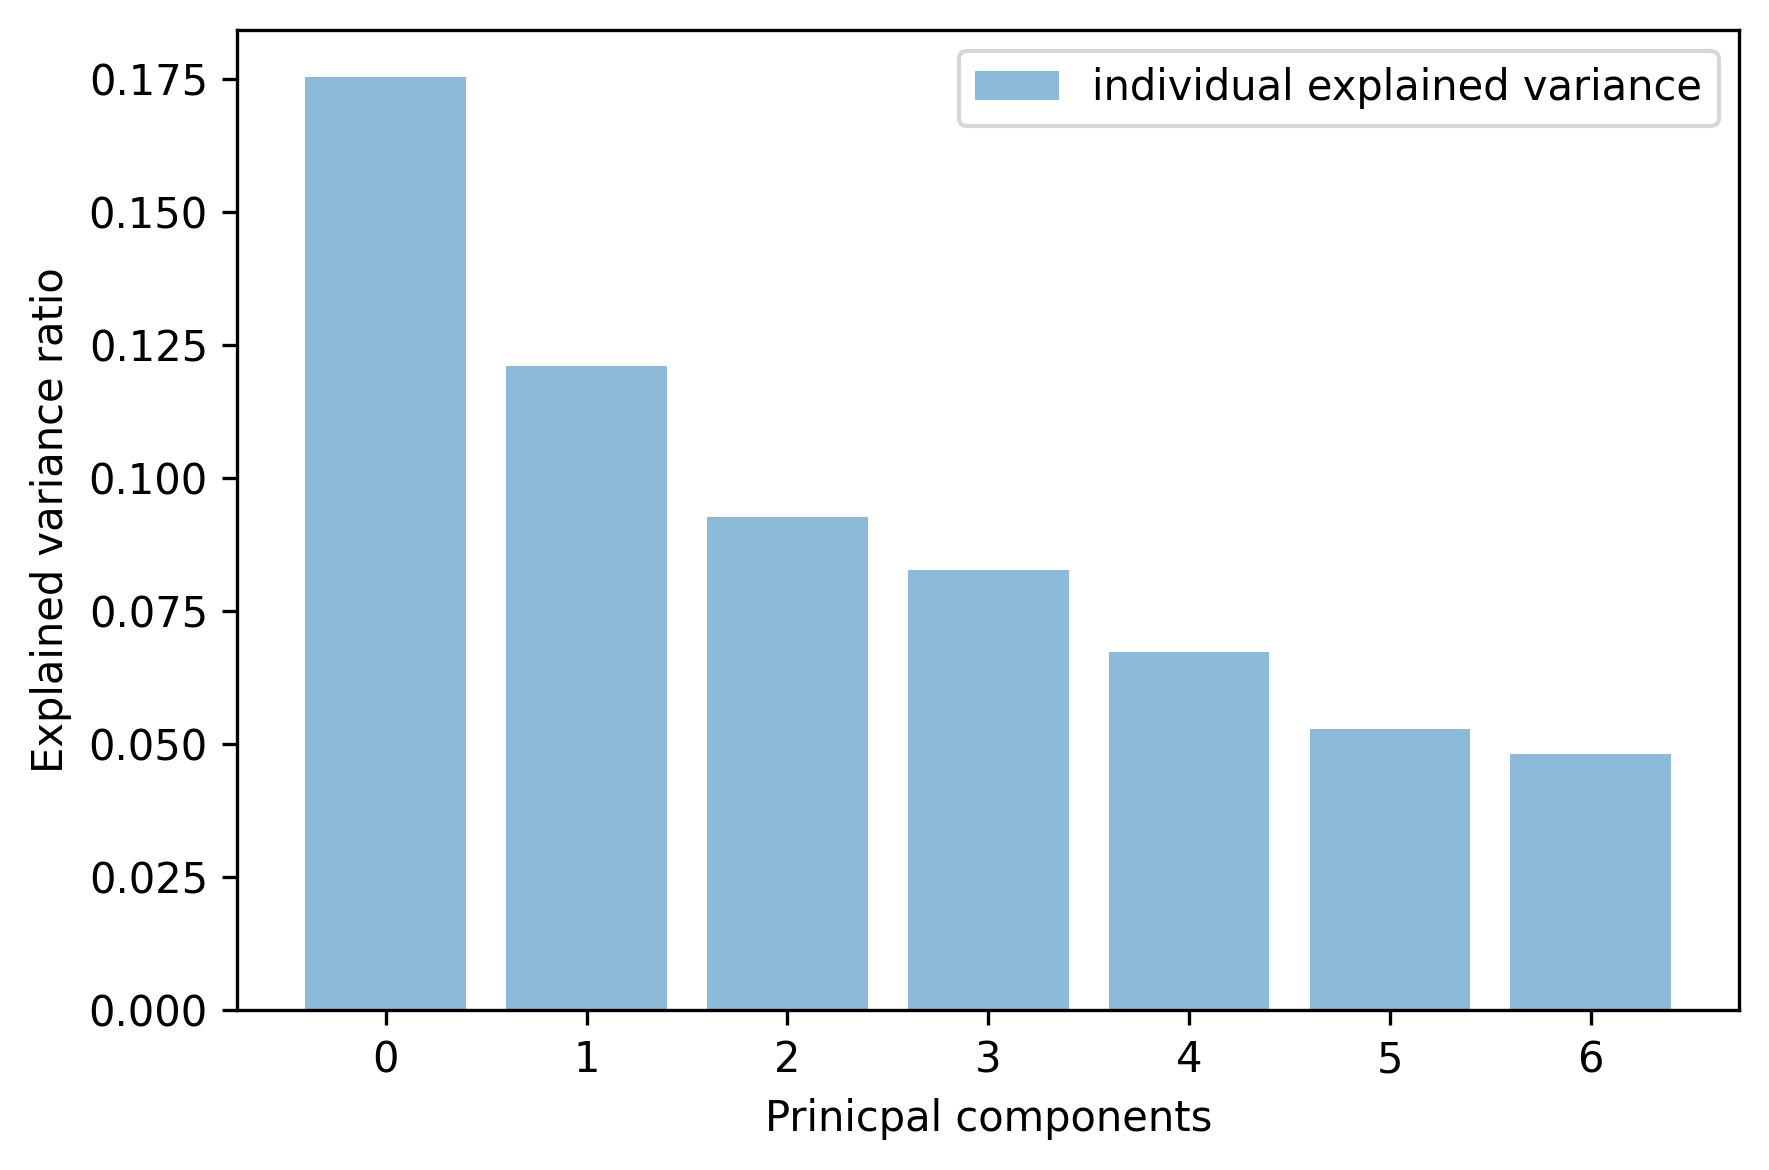 individual explained variance
Explained variance ratio
0.175
0.150
0.125
0.100
0.075
0.050
0.025
0.000
0 1 2 3 4 5 6
Prinicpal components